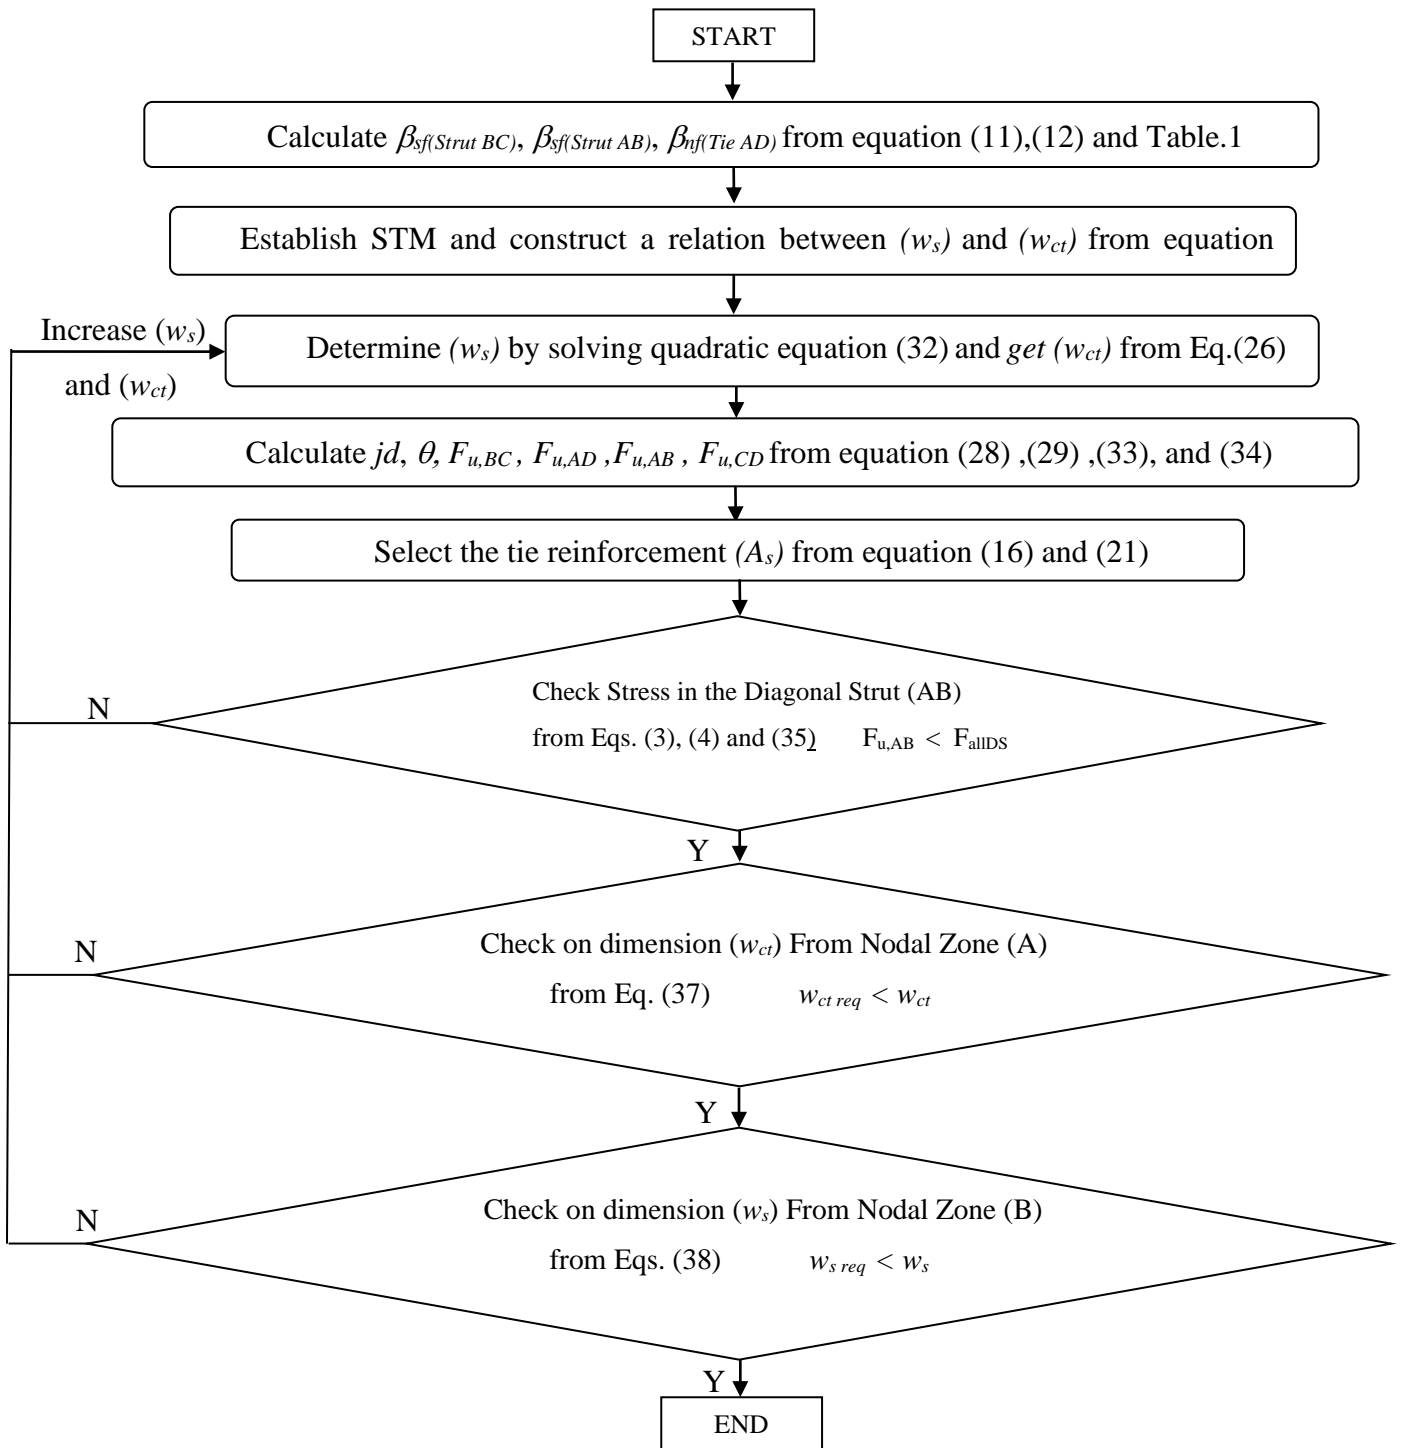 START
Calculate βsf(Strut BC), βsf(Strut AB), βnf(Tie AD) from equation (11),(12) and Table.1
Establish STM and construct a relation between (ws) and (wct) from equation
Increase (ws)
and (wct)
Determine (ws) by solving quadratic equation (32) and get (wct) from Eq.(26)
Calculate jd, θ, Fu,BC , Fu,AD ,Fu,AB , Fu,CD from equation (28) ,(29) ,(33), and (34)
Select the tie reinforcement (As) from equation (16) and (21)
N
Check Stress in the Diagonal Strut (AB)
from Eqs. (3), (4) and (35) Fu,AB < FallDS
Y
N
Check on dimension (wct) From Nodal Zone (A)
from Eq. (37) wct req < wct
Y
N
Check on dimension (ws) From Nodal Zone (B)
from Eqs. (38) ws req < ws
Y
END